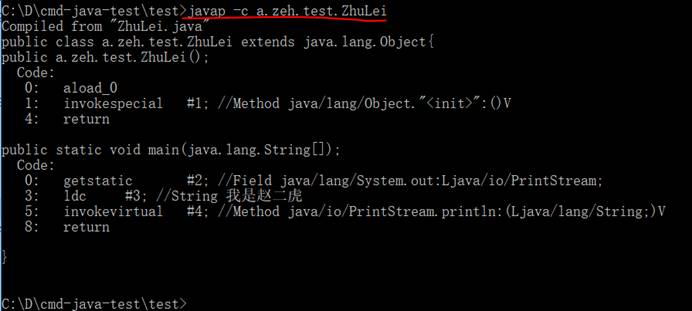 C:\D\cmd-java-test\test>javap -c a.zeh.test.ZhuLei
Compiled from "ZhuLei.java"
public class a.zeh.test.ZhuLei extends java.lang.Object{
public a.zeh.test.ZhuLei();
  Code:
   0:   aload_0
   1:   invokespecial   #1; //Method java/lang/Object."<init>":()V
   4:   return
public static void main(java.lang.String[]);
  Code:
   0:   getstatic       #2; //Field java/lang/System.out:Ljava/io/PrintStream;
   3:   ldc     #3; //String 我是赵二虎
   5:   invokevirtual   #4; //Method java/io/PrintStream.println:(Ljava/lang/String;)V
   8:   return
}
C:\D\cmd-java-test\test>